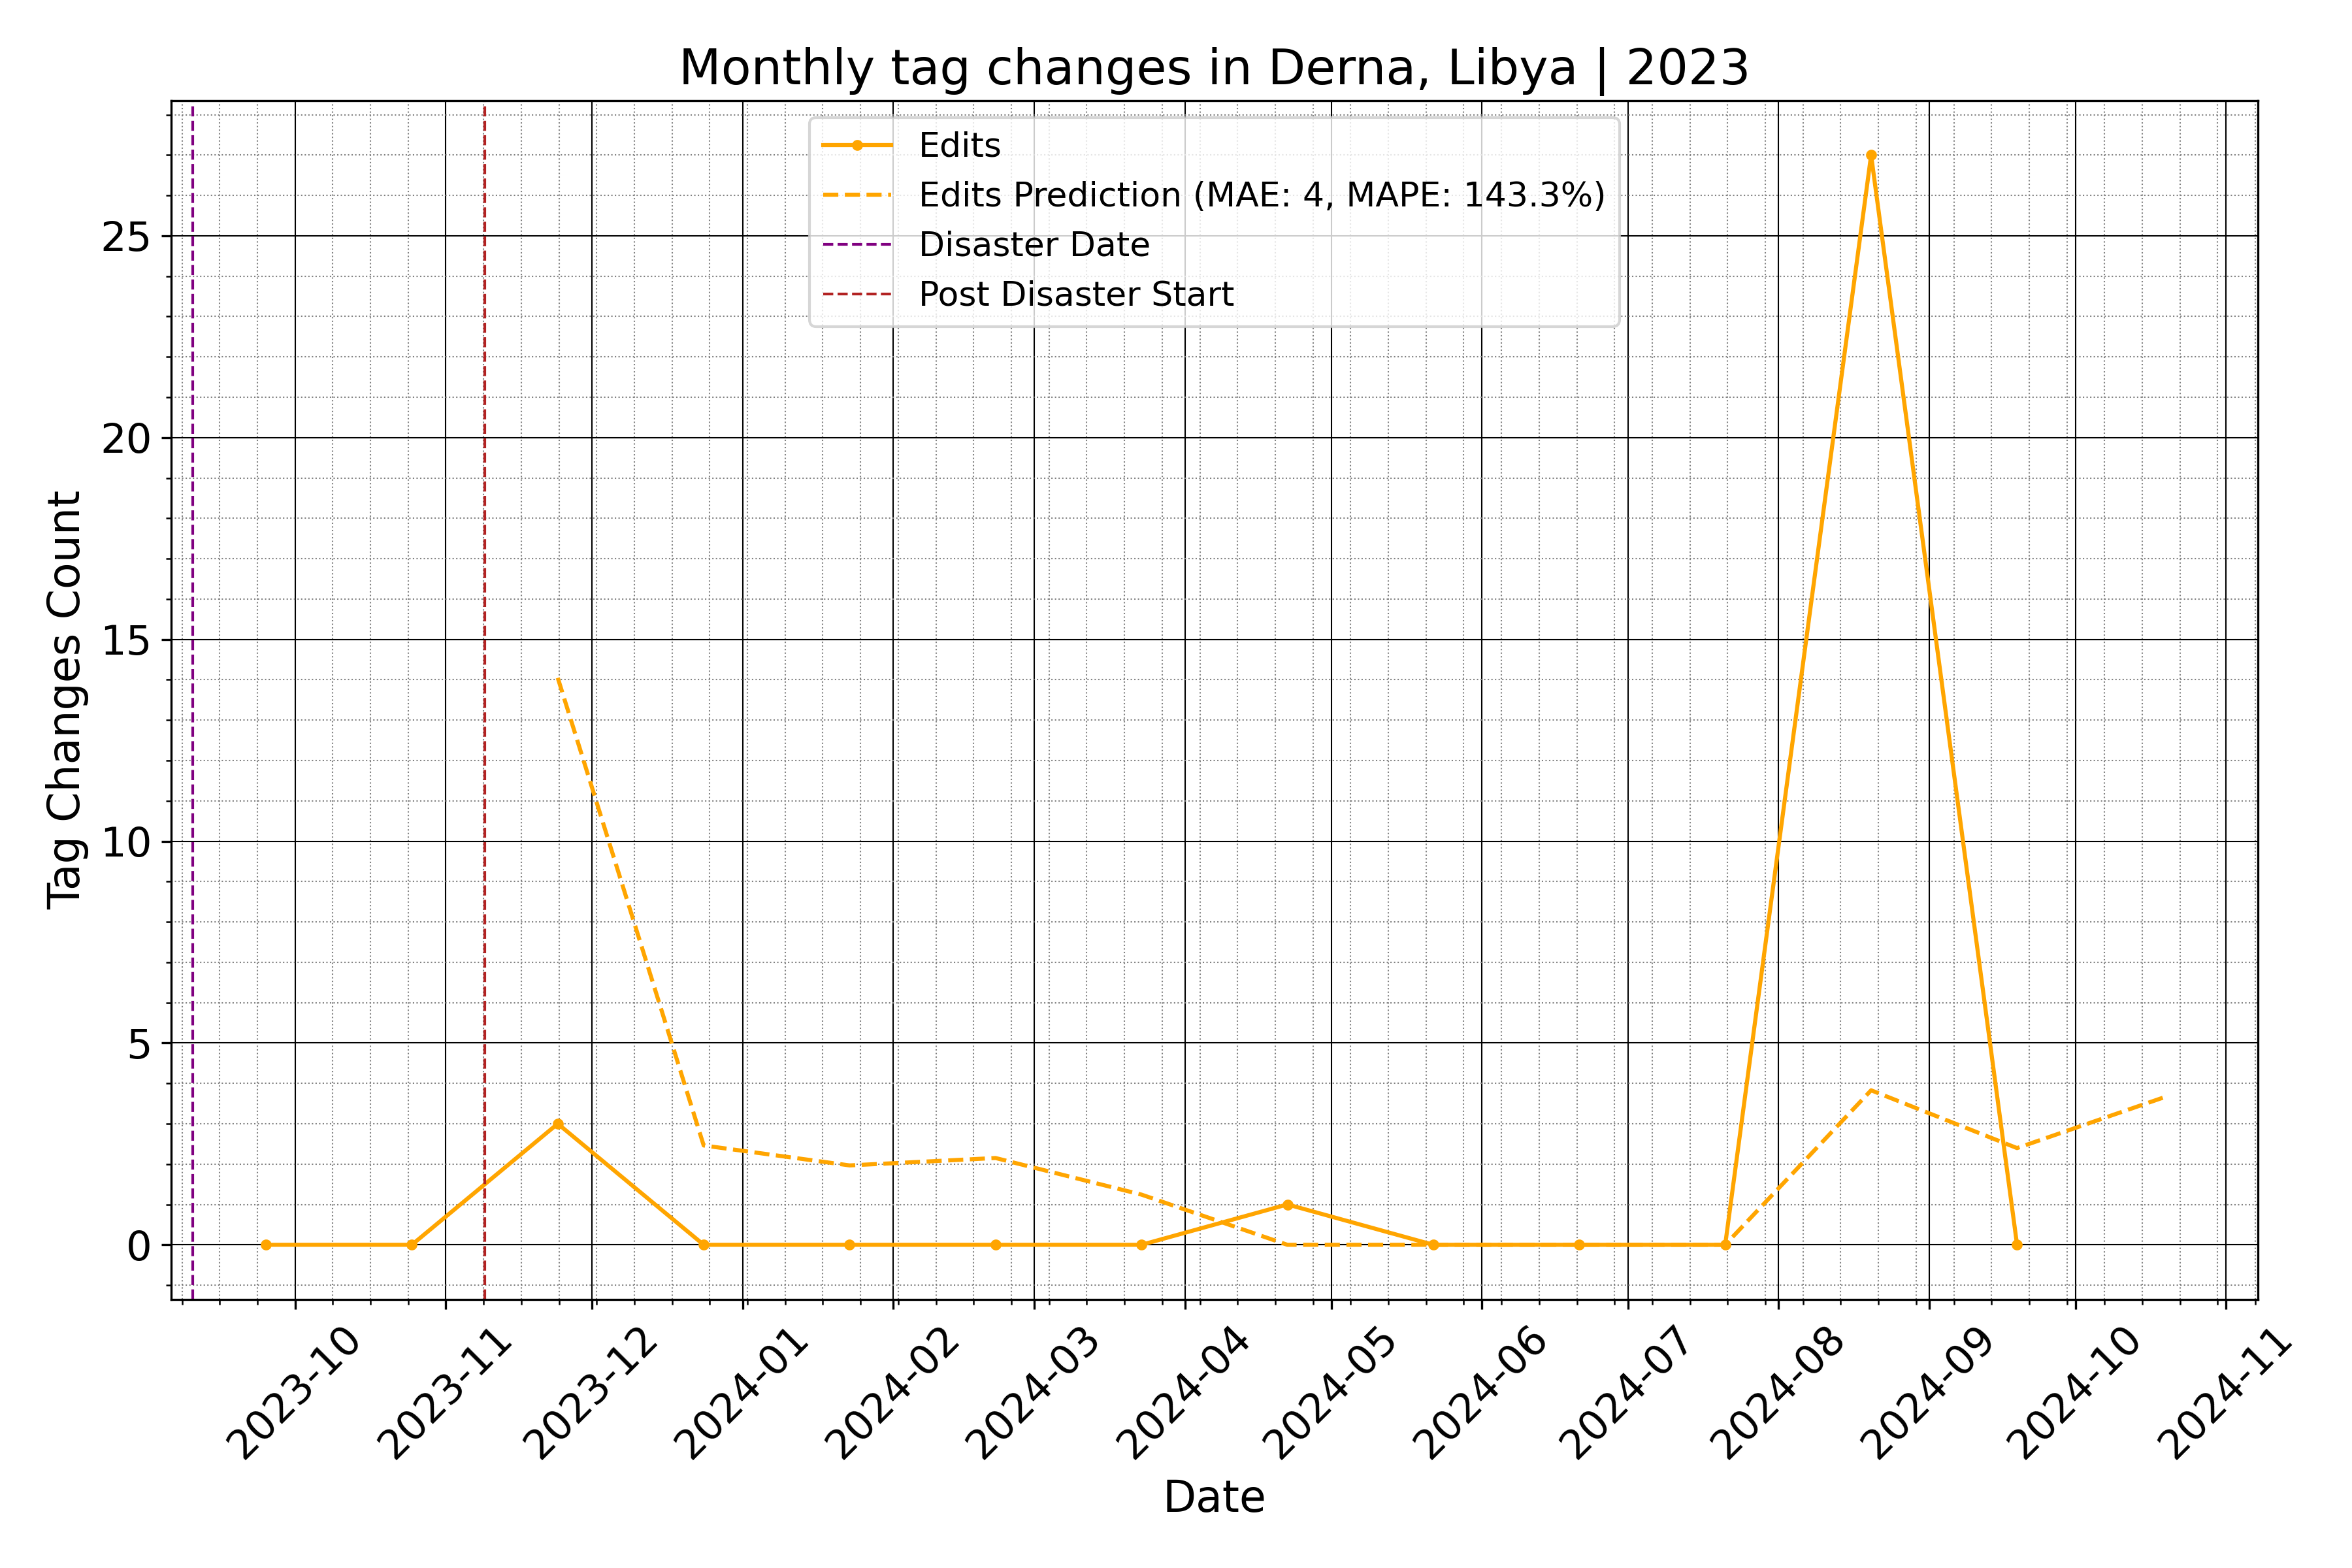 Monthly tag changes in Derna, Libya | 2023
Edits
Edits Prediction (MAE: 4, MAPE: 143.3%)
Disaster Date
Post Disaster Start
Tag Changes Count
25
20
15
10
5
0
2023-10
2023-11
2023-12
2024-01
2024-02
2024-03
2024-04
2024-05
2024-06
2024-07
2024-08
2024-09
2024-10
2024-11
Date